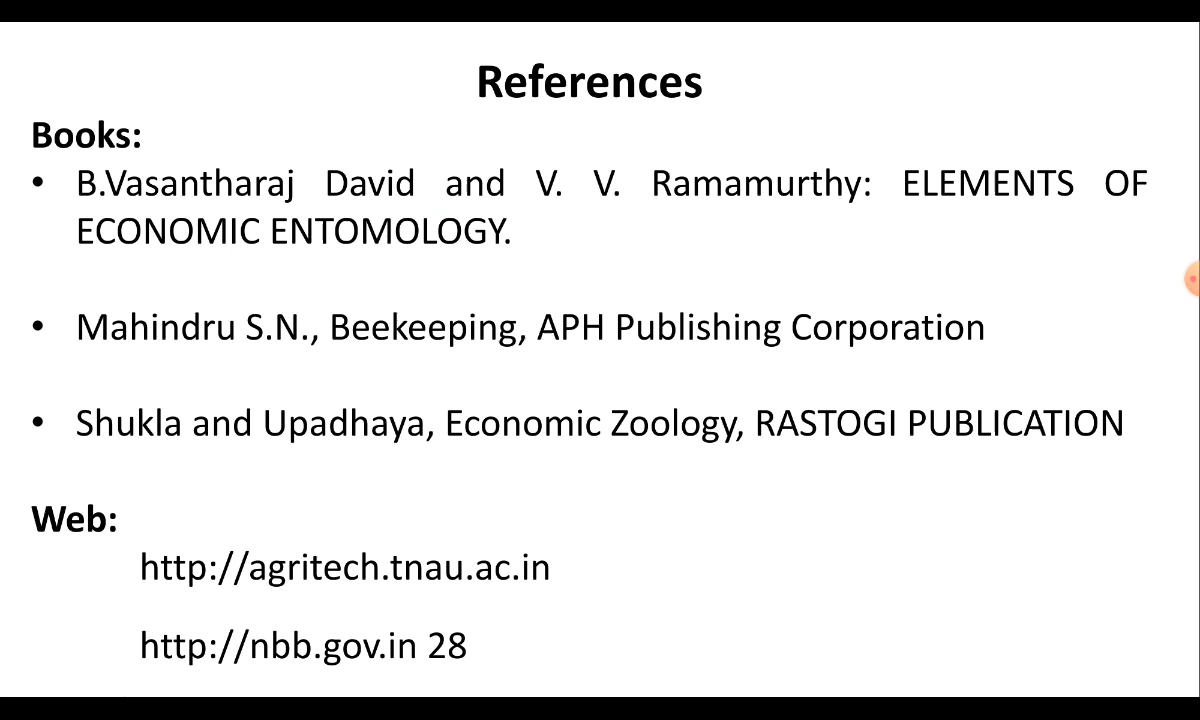 References
Books:
• B.Vasantharaj David and V. V. Ramamurthy: ELEMENTS OF
ECONOMIC ENTOMOLOGY.
• Mahindru S.N., Beekeeping, APH Publishing Corporation
• Shukla and Upadhaya, Economic Zoology, RASTOGI PUBLICATION
Web:
http://agritech.tnau.ac.in
http://nbb.gov.in 28